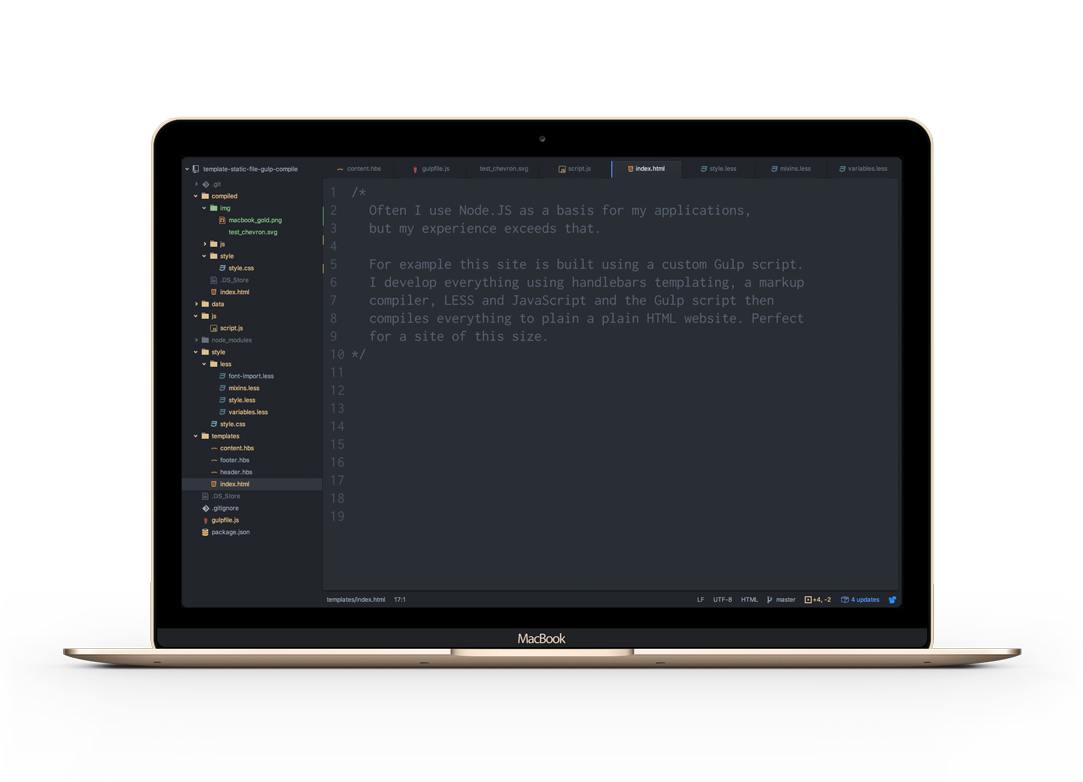 template-static-file-gulp-compile
content.hbs
gulpfile.js
test_chevron.svg
script.js
index.html
style.less
mixins.less
variables.less
.git
compiled
img
macbook_gold.png
test_chevron.svg
js
style
style.css
.DS_Store
index.html
data
js
script.js
node_modules
style
less
font-import.less
mixins.less
style.less
variables.less
style.css
templates
content.hbs
footer.hbs
header.hbs
index.html
.DS_Store
.gitignore
gulpfile.js
package.json
1 /*
2 Often I use Node.JS as a basis for my applications,
3 but my experience exceeds that.
4
5 For example this site is built using a custom Gulp script.
6 I develop everything using handlebars templating, a markup
7 compiler, LESS and JavaScript and the Gulp script then
8 compiles everything to plain a plain HTML website. Perfect
9 for a site of this size.
10 */
11
12
13
14
15
16
17
18
19
templates/index.html 17:1 LF UTF-8 HTML master +4, -2 4 updates
MacBook